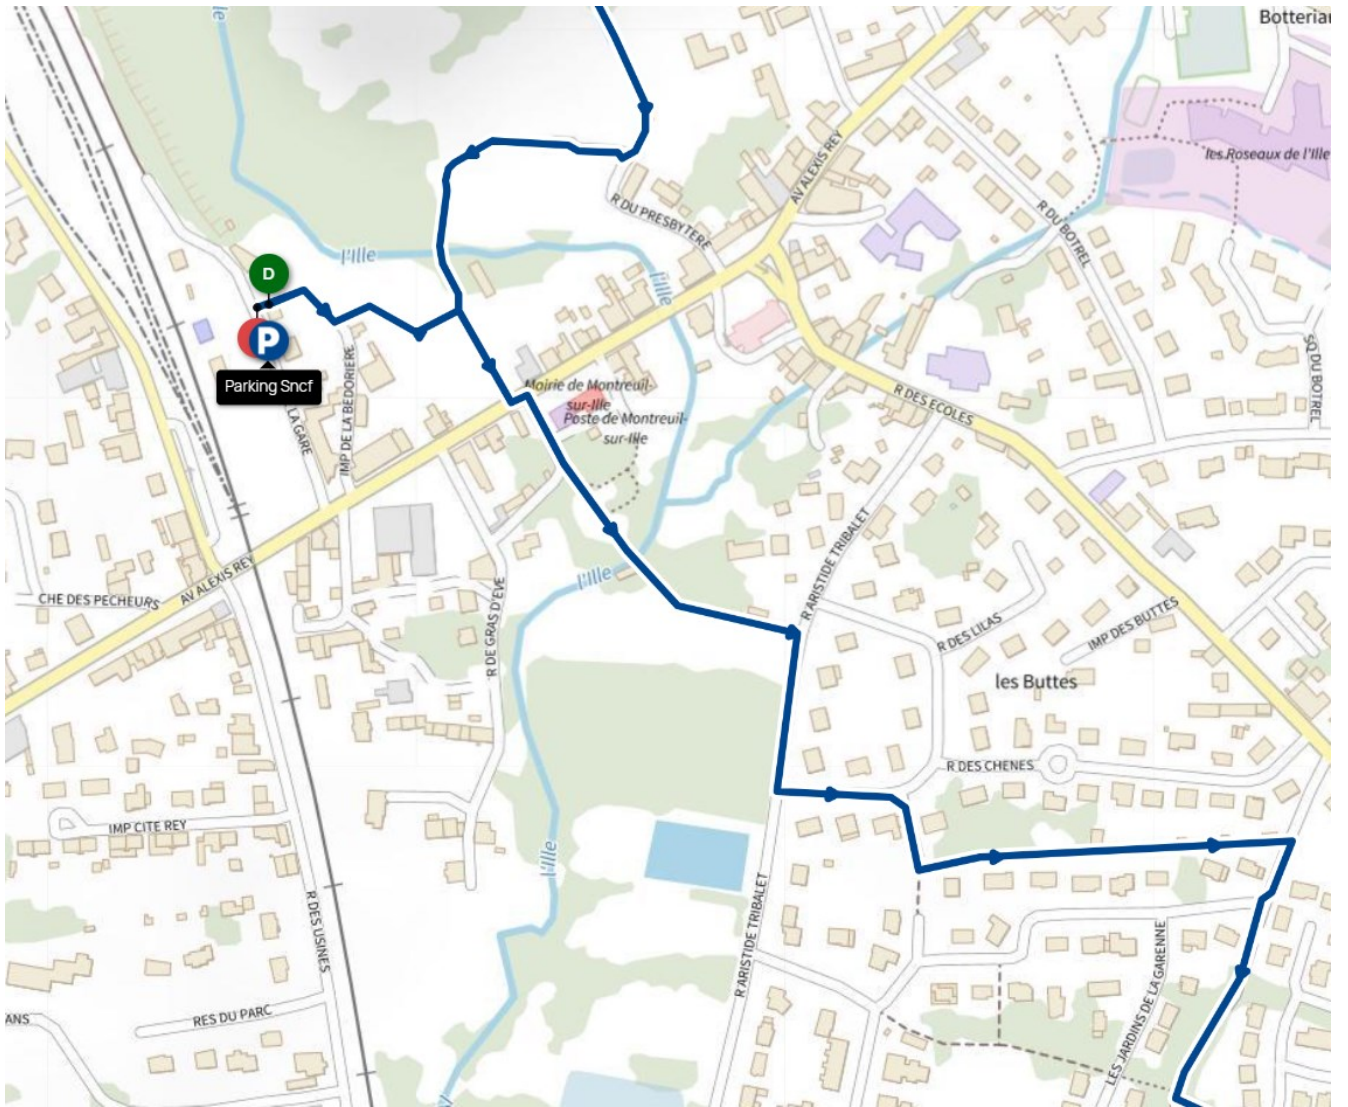 Botteria
les Roseaux de l'Ille
AV ALEXIS REY
R DU PRESBYTERE
R DU BOTREL
l'Ille
l'Ille
D
P
Parking Sncf
SQ DU BOTREL
IMP DE LA BEDORIERE
LA GARE
Mairie de Montreuil-
sur-Ille
Poste de Montreuil-
sur-Ille
R DES ECOLES
R ARISTIDE TRIBALET
AV ALEXIS REY
CHE DES PECHEURS
l'Ille
R DE GRAS D'EVE
R DES LILAS
IMP DES BUTTES
les Buttes
R DES CHENES
IMP CITE REY
l'Ille
R DES USINES
R ARISTIDE TRIBALET
LES JARDINS DE LA GARENNE
RES DU PARC
ANS